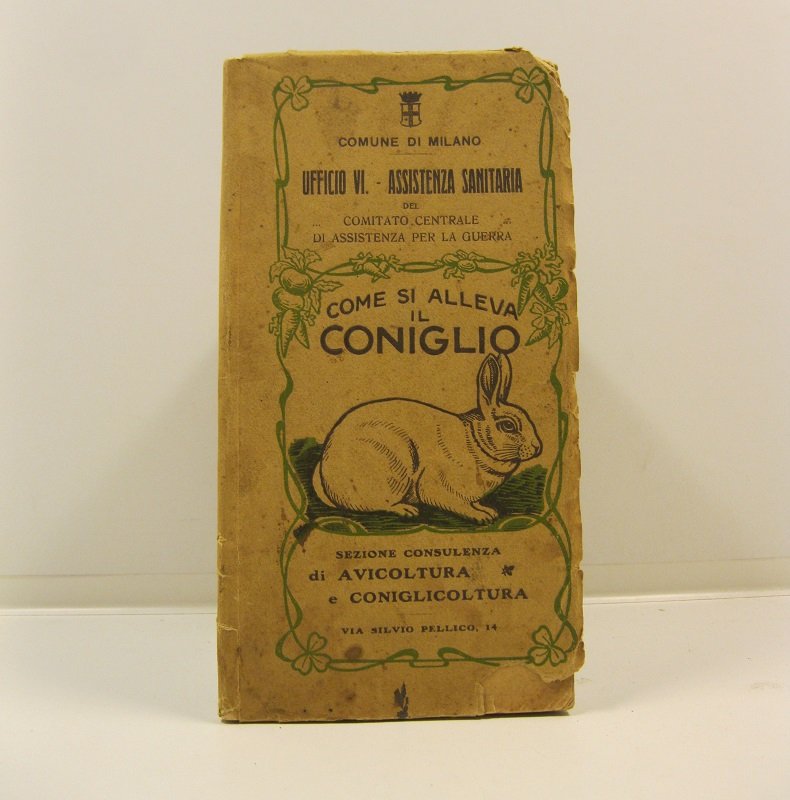 COMUNE DI MILANO
UFFICIO VI. - ASSISTENZA SANITARIA
DEL
COMITATO CENTRALE
DI ASSISTENZA PER LA GUERRA
COME SI ALLEVA
IL
CONIGLIO
SEZIONE CONSULENZA
di AVICOLTURA
e CONIGLICOLTURA
VIA SILVIO PELLICO, 14